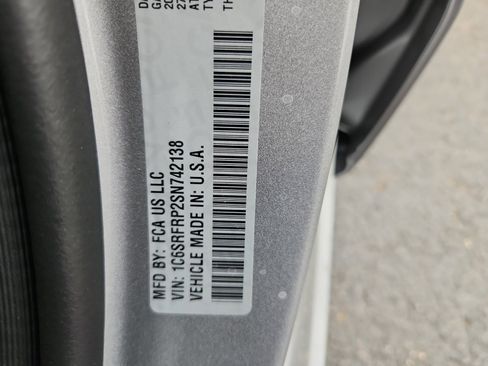 MFD BY: FCA US LLC
VIN: 1C6SRFRP2SN742138
VEHICLE MADE IN: U.S.A.